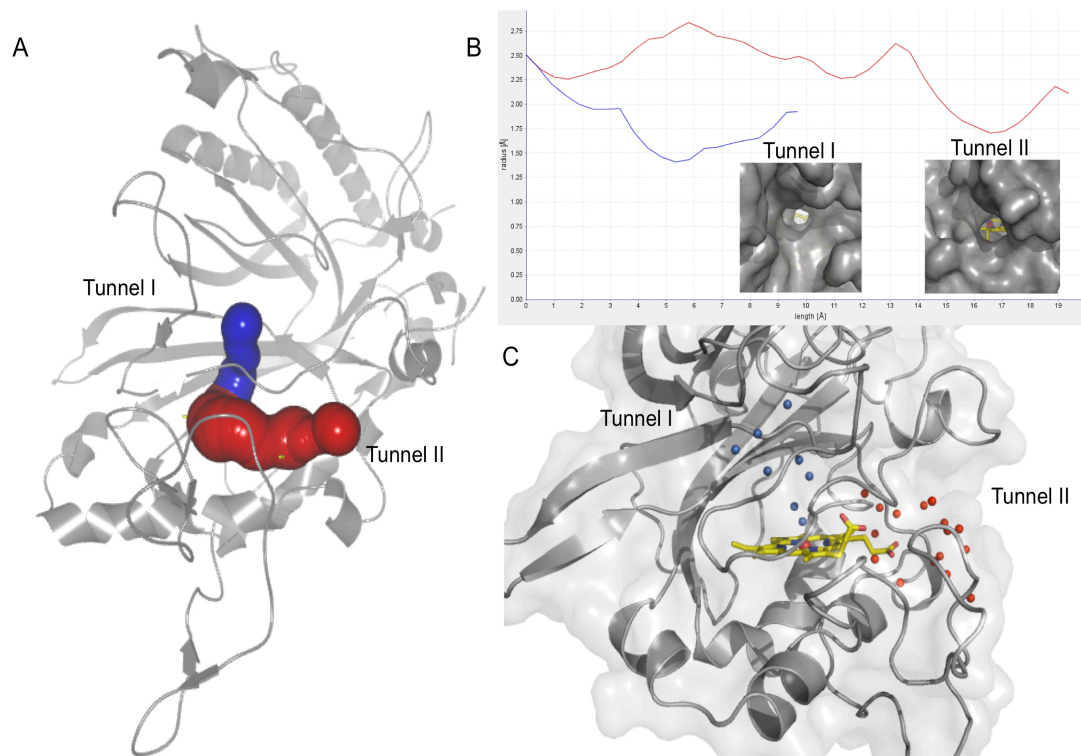 A
Tunnel I
Tunnel II
B
radius [Å]
2.75
2.50
2.25
2.00
1.75
1.50
1.25
1.00
0.75
0.50
0.25
0.00
0 1 2 3 4 5 6 7 8 9 10 11 12 13 14 15 16 17 18 19
length [Å]
Tunnel I
Tunnel II
C
Tunnel I
Tunnel II